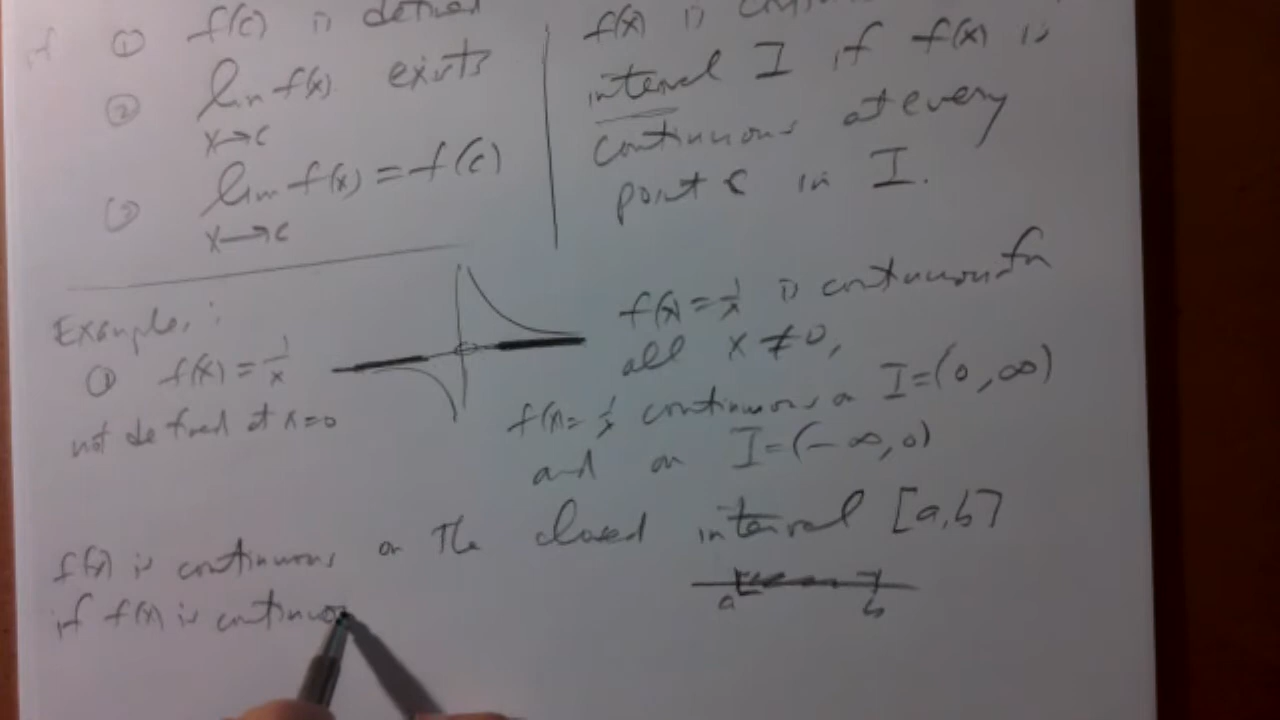 if ① f(c) is defined
② lim f(x) exists
x→c
③ lim f(x) = f(c)
x→c
f(x) is
interval I if f(x) is
continuous at every
point c in I.
Example:
① f(x) = 1/x
not defined at x=0
f(x) = 1/x is continuous for
all x ≠ 0,
f(x) = 1/x continuous on I = (0, ∞)
and on I = (-∞, 0)
f(x) is continuous on the closed interval [a,b]
if f(x) is continuou
a b